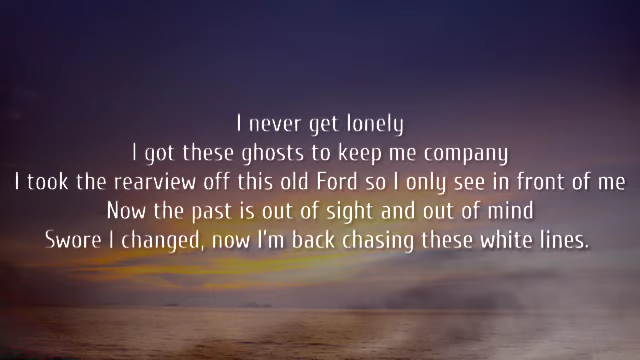 I never get lonely
I got these ghosts to keep me company
I took the rearview off this old Ford so I only see in front of me
Now the past is out of sight and out of mind
Swore I changed, now I'm back chasing these white lines.